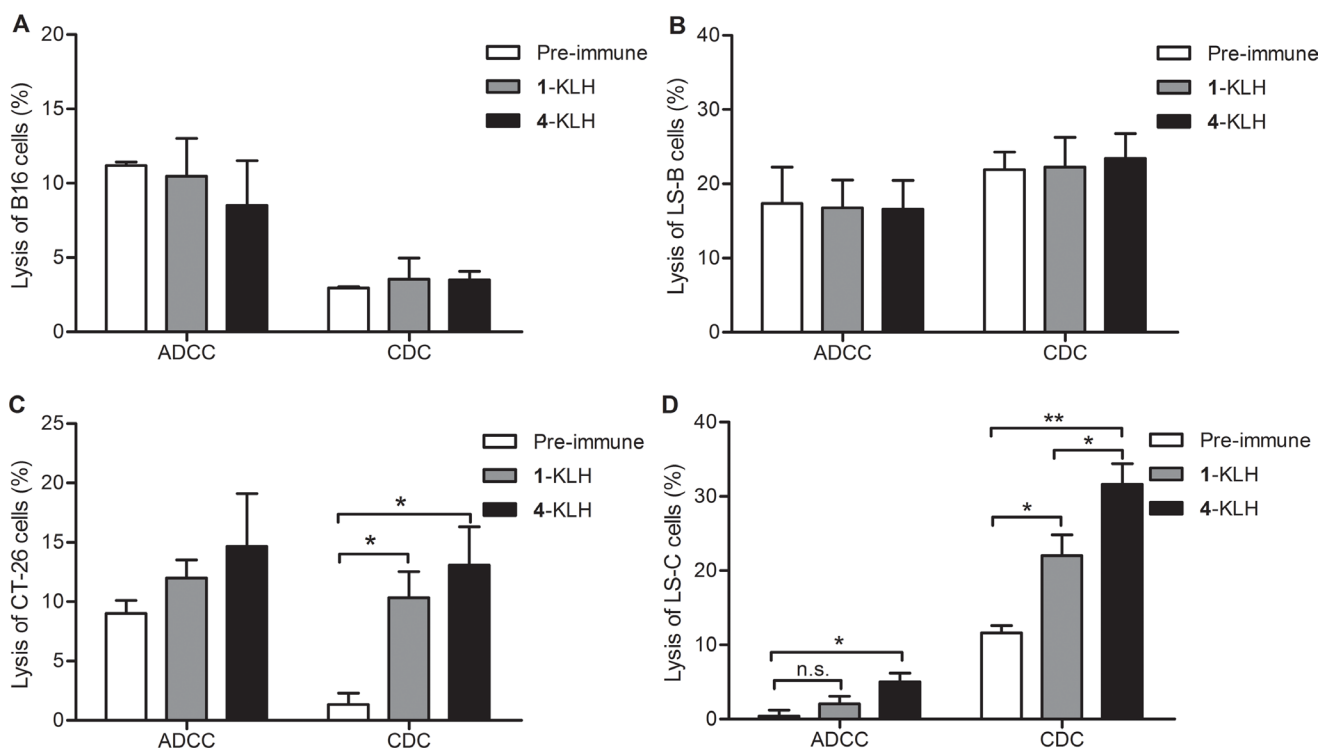 A
Lysis of B16 cells (%)
20
15
10
5
0
ADCC
CDC
Pre-immune
1-KLH
4-KLH
B
Lysis of LS-B cells (%)
40
30
20
10
0
ADCC
CDC
Pre-immune
1-KLH
4-KLH
C
Lysis of CT-26 cells (%)
25
20
15
10
5
0
*
*
ADCC
CDC
Pre-immune
1-KLH
4-KLH
D
Lysis of LS-C cells (%)
40
30
20
10
0
n.s.
*
**
*
*
ADCC
CDC
Pre-immune
1-KLH
4-KLH